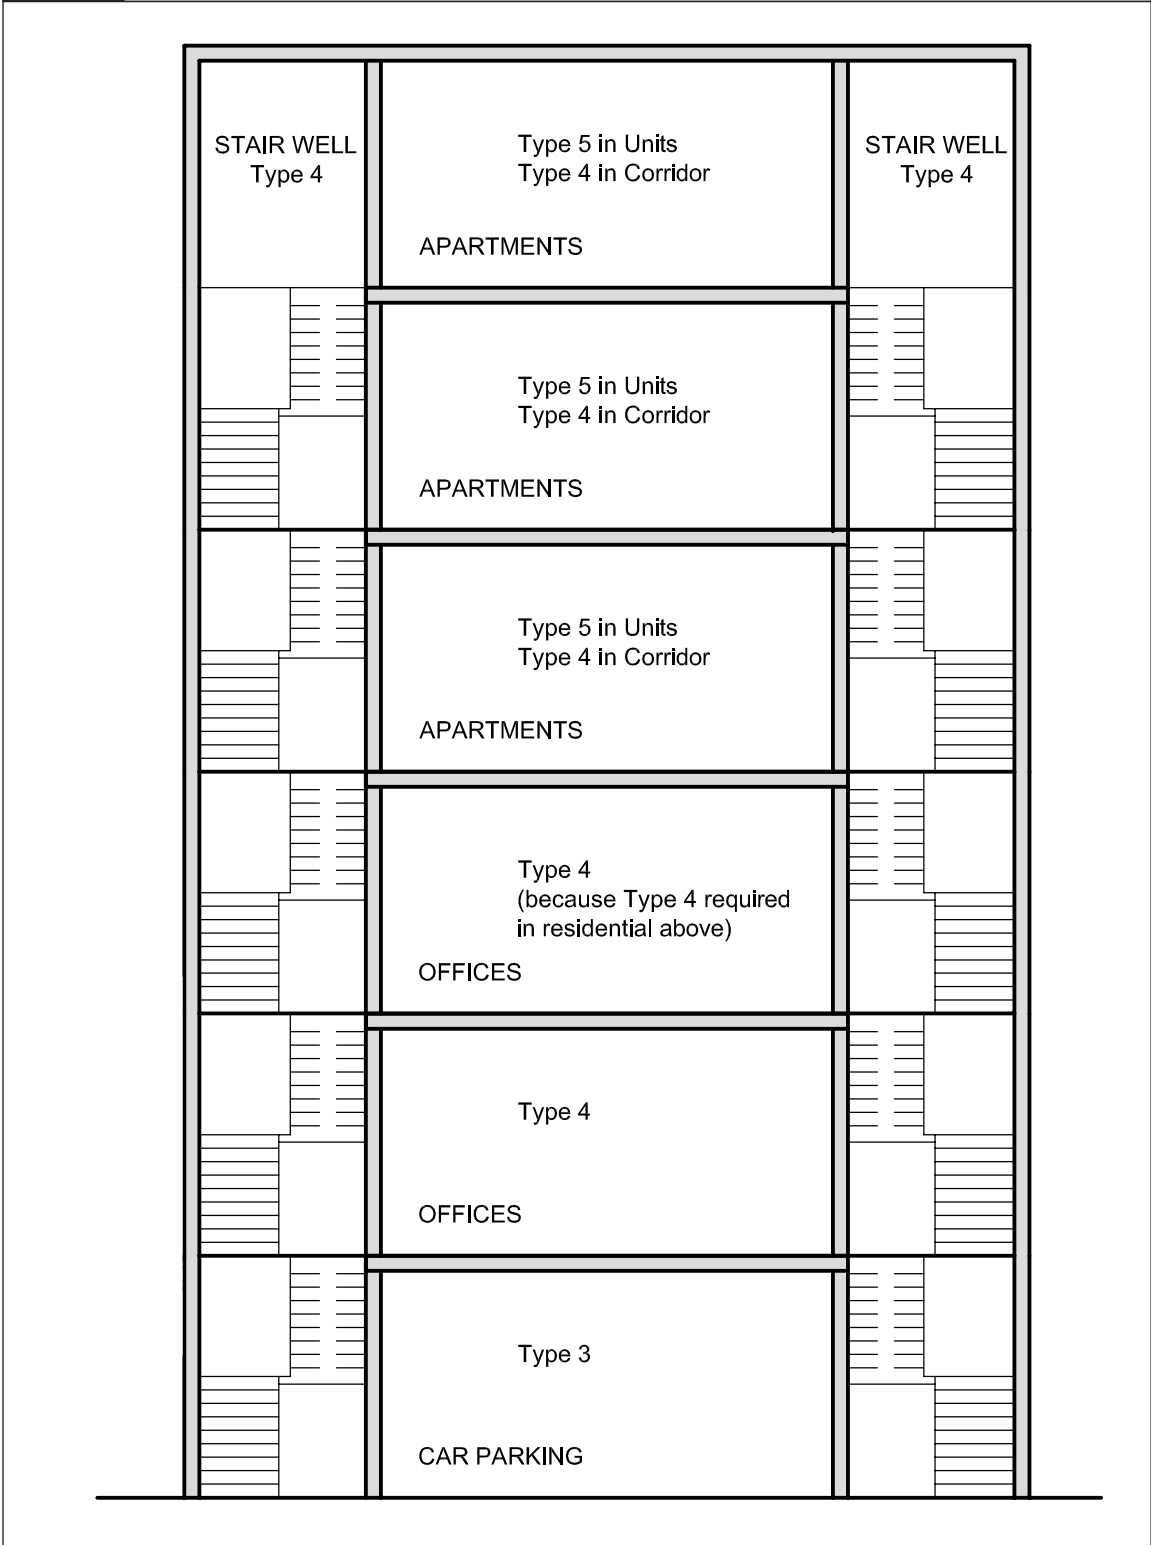 STAIR WELL
Type 4
Type 5 in Units
Type 4 in Corridor
APARTMENTS
STAIR WELL
Type 4
Type 5 in Units
Type 4 in Corridor
APARTMENTS
Type 5 in Units
Type 4 in Corridor
APARTMENTS
Type 4
(because Type 4 required
in residential above)
OFFICES
Type 4
OFFICES
Type 3
CAR PARKING